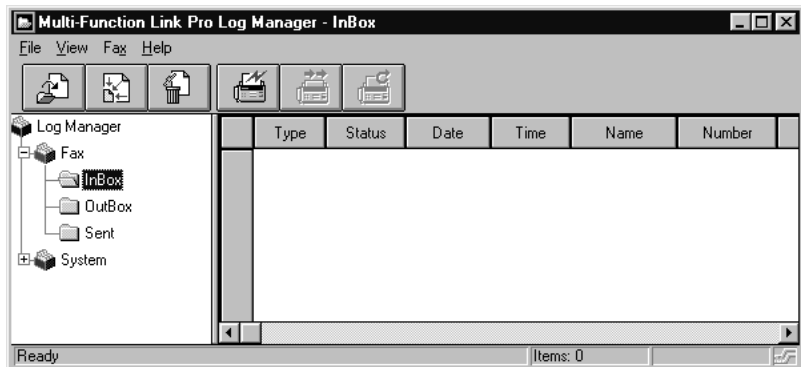 Multi-Function Link Pro Log Manager - InBox
File View Fax Help
Log Manager
Fax
InBox
OutBox
Sent
System
Type Status Date Time Name Number
Ready Items: 0